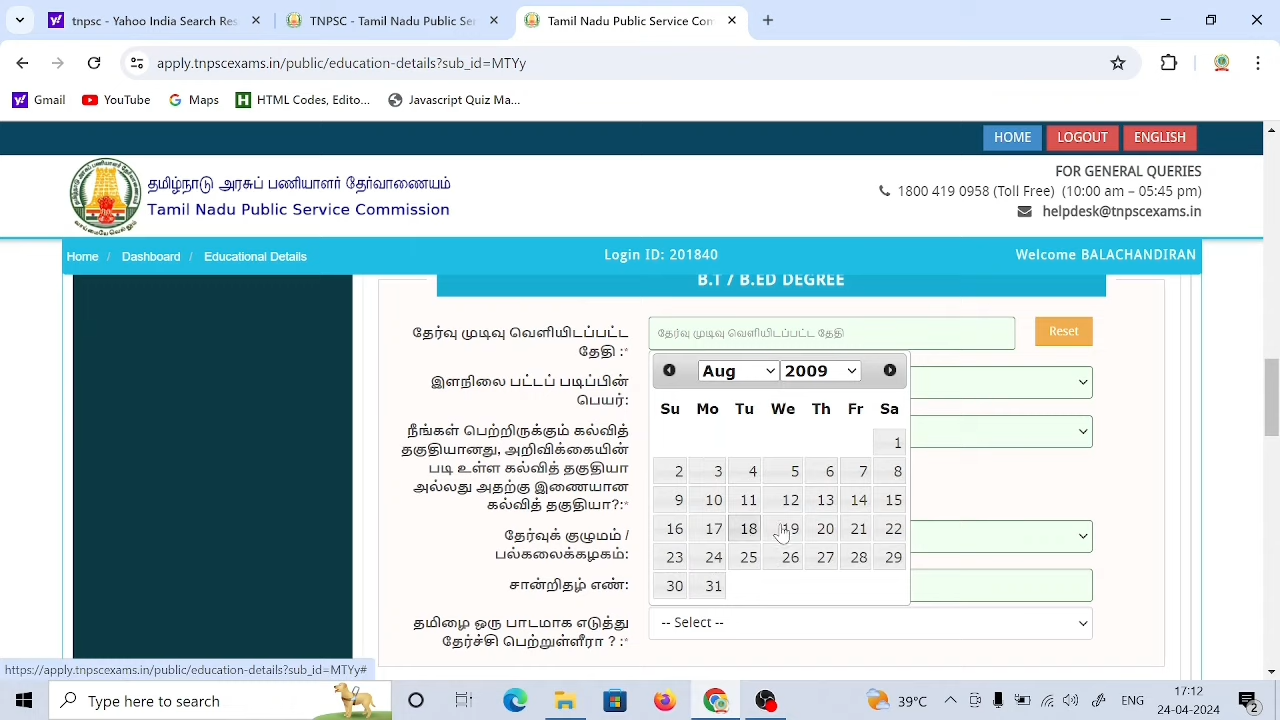 tnpsc - Yahoo India Search Res
TNPSC - Tamil Nadu Public Ser
Tamil Nadu Public Service Com
apply.tnpscexams.in/public/education-details?sub_id=MTYy
Gmail YouTube Maps HTML Codes, Edito... Javascript Quiz Ma...
HOME LOGOUT ENGLISH
தமிழ்நாடு அரசுப் பணியாளர் தேர்வாணையம்
Tamil Nadu Public Service Commission
FOR GENERAL QUERIES
1800 419 0958 (Toll Free) (10:00 am – 05:45 pm)
helpdesk@tnpscexams.in
Home / Dashboard / Educational Details
Login ID: 201840
Welcome BALACHANDIRAN
B.T / B.ED DEGREE
தேர்வு முடிவு வெளியிடப்பட்ட
தேதி :*
தேர்வு முடிவு வெளியிடப்பட்ட தேதி
Reset
Aug 2009
Su Mo Tu We Th Fr Sa
1
2 3 4 5 6 7 8
9 10 11 12 13 14 15
16 17 18 19 20 21 22
23 24 25 26 27 28 29
30 31
இளநிலை பட்டப் படிப்பின்
பெயர்:
நீங்கள் பெற்றிருக்கும் கல்வித்
தகுதியானது, அறிவிக்கையின்
படி உள்ள கல்வித் தகுதியா
அல்லது அதற்கு இணையான
கல்வித் தகுதியா?:*
தேர்வுக் குழுமம் /
பல்கலைக்கழகம்:
சான்றிதழ் எண்:
தமிழை ஒரு பாடமாக எடுத்து
தேர்ச்சி பெற்றுள்ளீரா ? :*
-- Select --
https://apply.tnpscexams.in/public/education-details?sub_id=MTYy#
Type here to search
39°C
ENG
17:12
24-04-2024
2